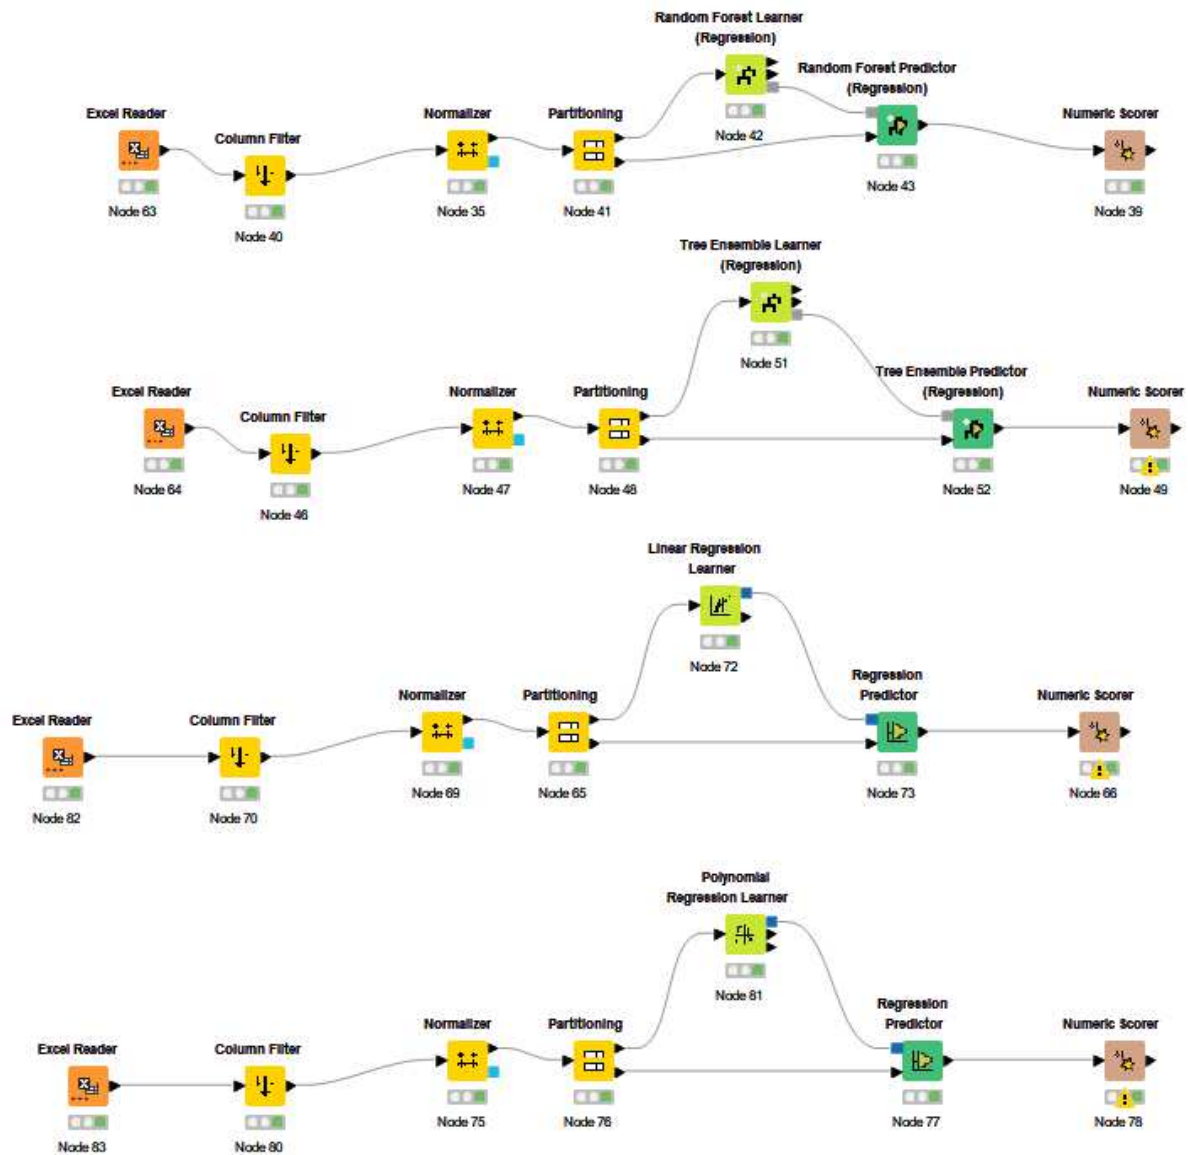 Random Forest Learner
(Regression)
Random Forest Predictor
(Regression)
Excel Reader
Column Filter
Normalizer
Partitioning
Numeric Scorer
Node 42
Node 43
Node 63
Node 40
Node 35
Node 41
Node 39
Tree Ensemble Learner
(Regression)
Node 51
Tree Ensemble Predictor
(Regression)
Excel Reader
Column Filter
Normalizer
Partitioning
Numeric Scorer
Node 64
Node 46
Node 47
Node 48
Node 52
Node 49
Linear Regression
Learner
Node 72
Regression
Predictor
Excel Reader
Column Filter
Normalizer
Partitioning
Numeric Scorer
Node 82
Node 70
Node 69
Node 65
Node 73
Node 66
Polynomial
Regression Learner
Node 81
Regression
Predictor
Excel Reader
Column Filter
Normalizer
Partitioning
Numeric Scorer
Node 83
Node 80
Node 75
Node 76
Node 77
Node 78